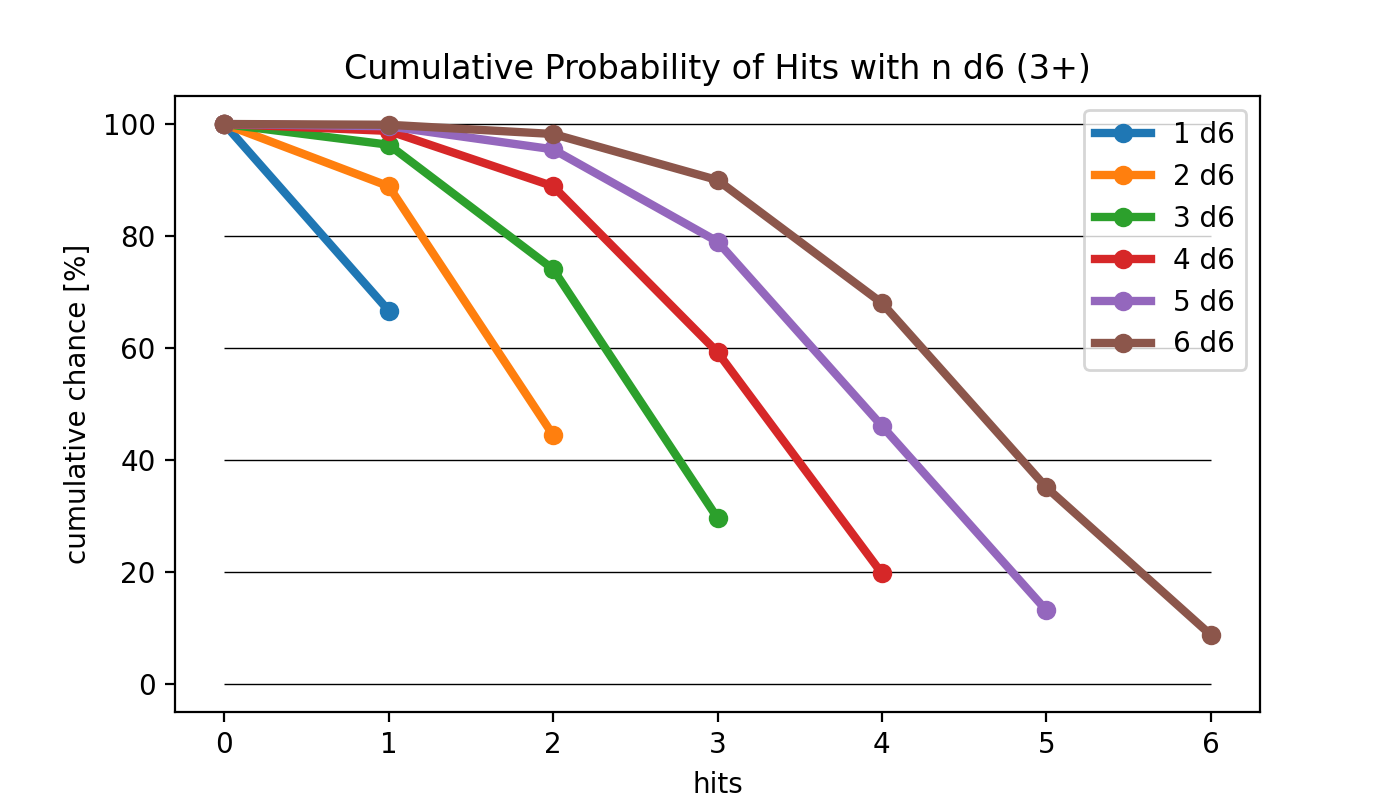 Cumulative Probability of Hits with n d6 (3+)
cumulative chance [%]
100
80
60
40
20
0
0 1 2 3 4 5 6
hits
1 d6
2 d6
3 d6
4 d6
5 d6
6 d6